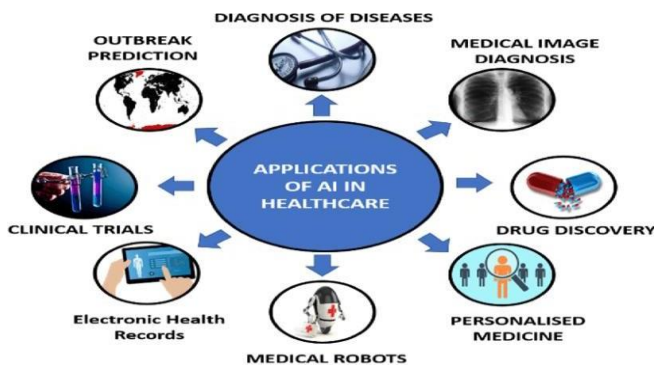 DIAGNOSIS OF DISEASES
OUTBREAK
PREDICTION
MEDICAL IMAGE
DIAGNOSIS
APPLICATIONS
OF AI IN
HEALTHCARE
CLINICAL TRIALS
DRUG DISCOVERY
Electronic Health
Records
PERSONALISED
MEDICINE
MEDICAL ROBOTS